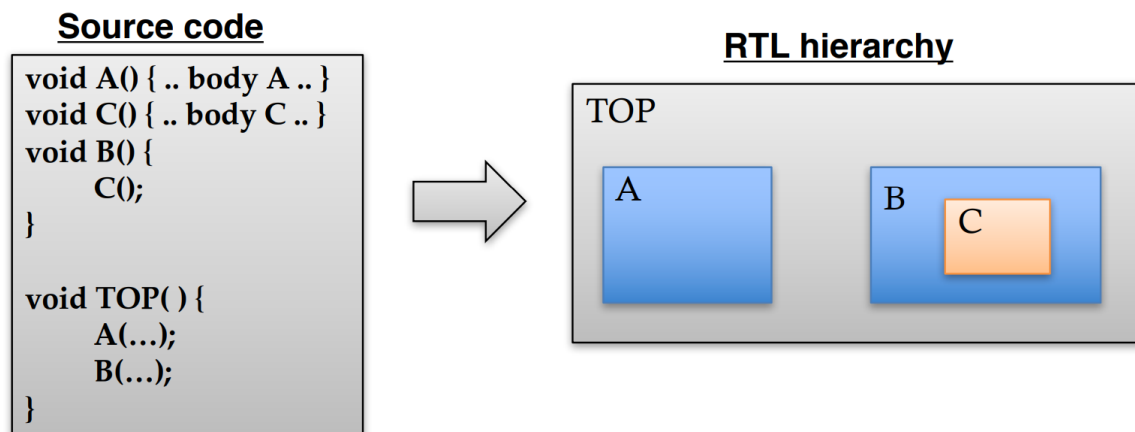 Source code
void A() { .. body A .. }
void C() { .. body C .. }
void B() {
C();
}
void TOP( ) {
A(…);
B(…);
}
RTL hierarchy
TOP
A
B
C